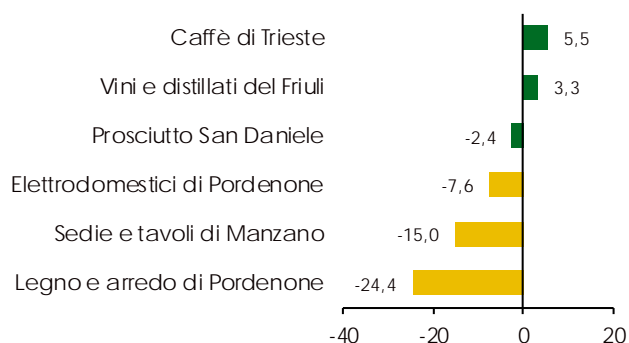 Caffè di Trieste 5,5
Vini e distillati del Friuli 3,3
Prosciutto San Daniele -2,4
Elettrodomestici di Pordenone -7,6
Sedie e tavoli di Manzano -15,0
Legno e arredo di Pordenone -24,4
-40 -20 0 20